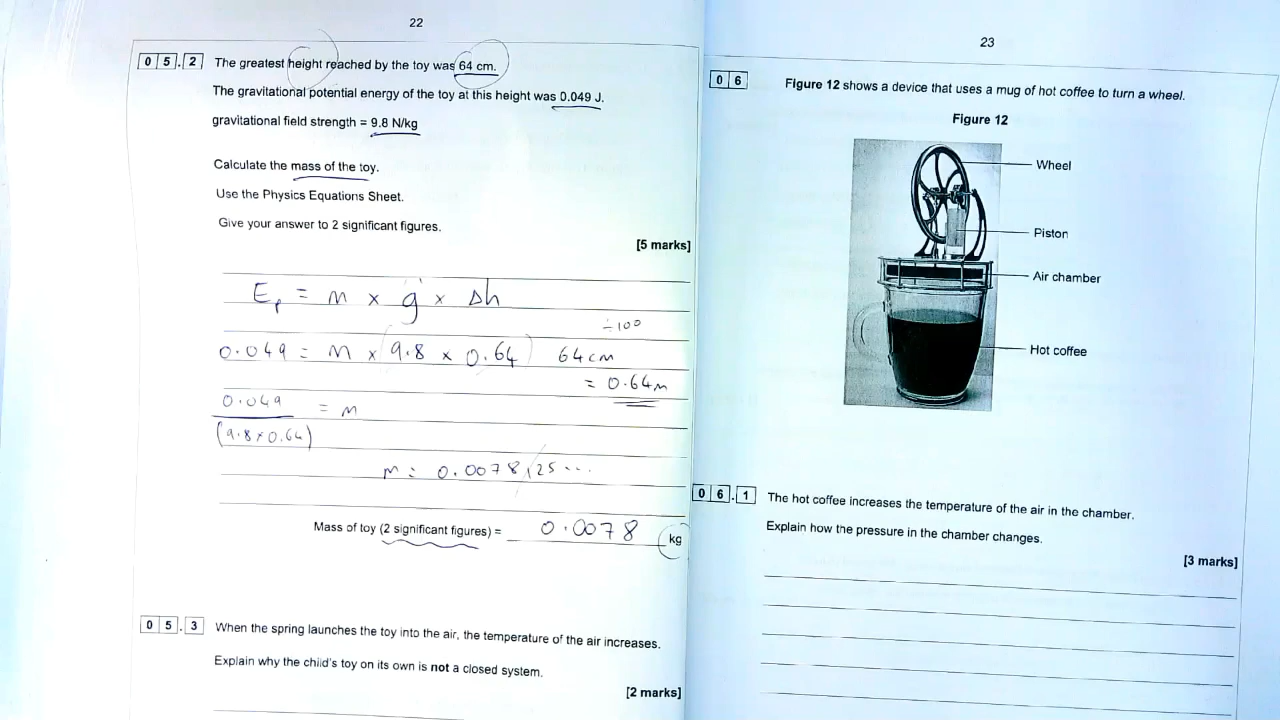 22
0 5 . 2 The greatest height reached by the toy was 64 cm.
The gravitational potential energy of the toy at this height was 0.049 J.
gravitational field strength = 9.8 N/kg
Calculate the mass of the toy.
Use the Physics Equations Sheet.
Give your answer to 2 significant figures.
[5 marks]
Ep = m × g × Δh
÷100
0.049 = m × (9.8 × 0.64) 64cm
= 0.64m
0.049 = m
(9.8×0.64)
m = 0.0078125...
Mass of toy (2 significant figures) = 0.0078 kg
0 5 . 3 When the spring launches the toy into the air, the temperature of the air increases.
Explain why the child's toy on its own is not a closed system.
[2 marks]
23
0 6 Figure 12 shows a device that uses a mug of hot coffee to turn a wheel.
Figure 12
Wheel
Piston
Air chamber
Hot coffee
0 6 . 1 The hot coffee increases the temperature of the air in the chamber.
Explain how the pressure in the chamber changes.
[3 marks]